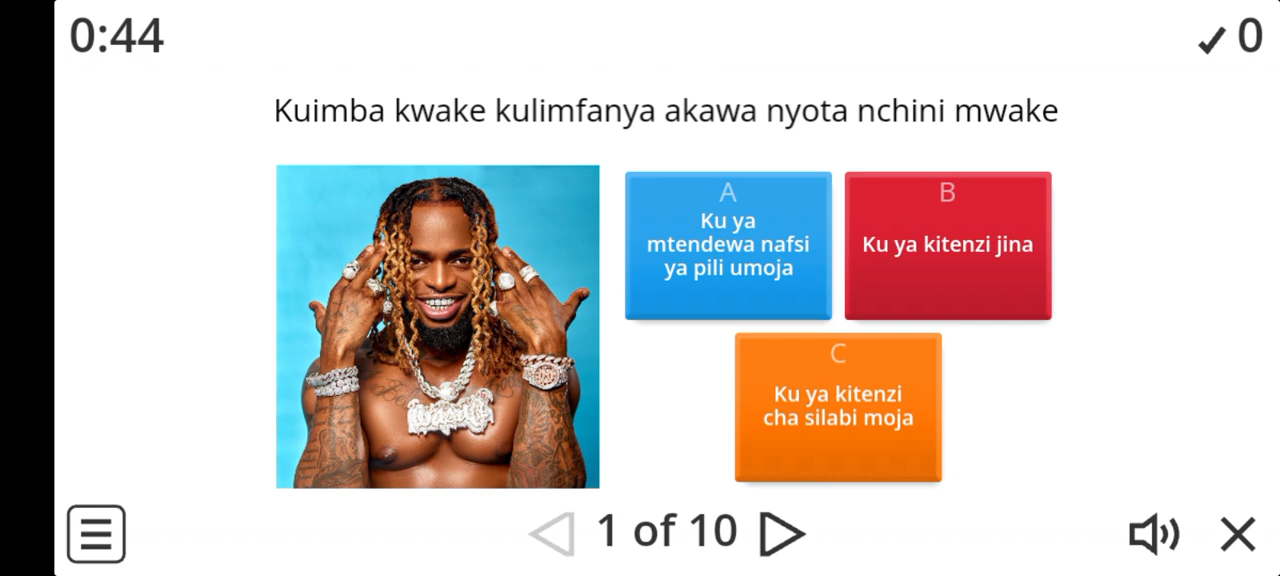 0:44
✓ 0
Kuimba kwake kulimfanya akawa nyota nchini mwake
A
Ku ya
mtendewa nafsi
ya pili umoja
B
Ku ya kitenzi jina
C
Ku ya kitenzi
cha silabi moja
1 of 10